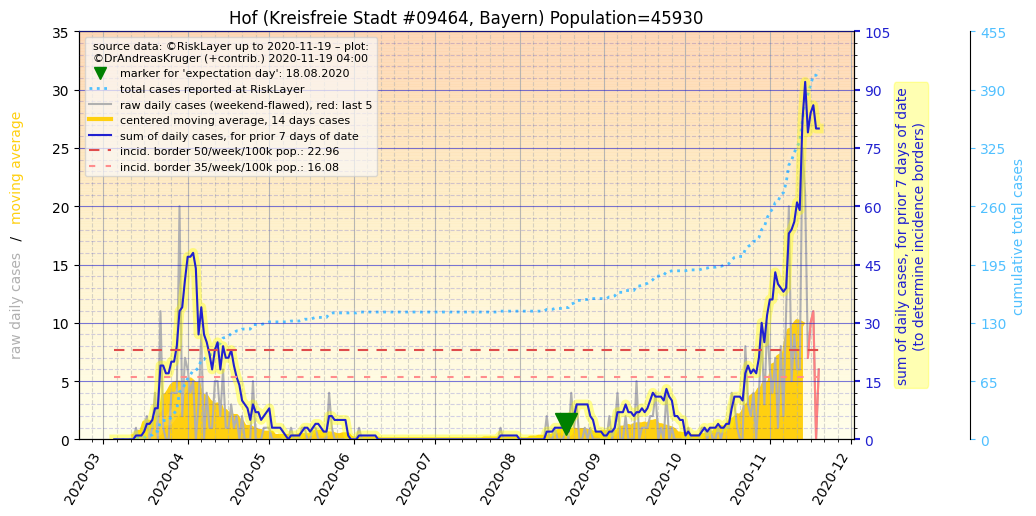 Hof (Kreisfreie Stadt #09464, Bayern) Population=45930
source data: ©RiskLayer up to 2020-11-19 – plot:
©DrAndreasKruger (+contrib.) 2020-11-19 04:00
marker for 'expectation day': 18.08.2020
total cases reported at RiskLayer
raw daily cases (weekend-flawed), red: last 5
centered moving average, 14 days cases
sum of daily cases, for prior 7 days of date
incid. border 50/week/100k pop.: 22.96
incid. border 35/week/100k pop.: 16.08
raw daily cases / moving average
35
30
25
20
15
10
5
0
2020-03
2020-04
2020-05
2020-06
2020-07
2020-08
2020-09
2020-10
2020-11
2020-12
105
90
75
60
45
30
15
0
sum of daily cases, for prior 7 days of date
(to determine incidence borders)
455
390
325
260
195
130
65
0
cumulative total cases